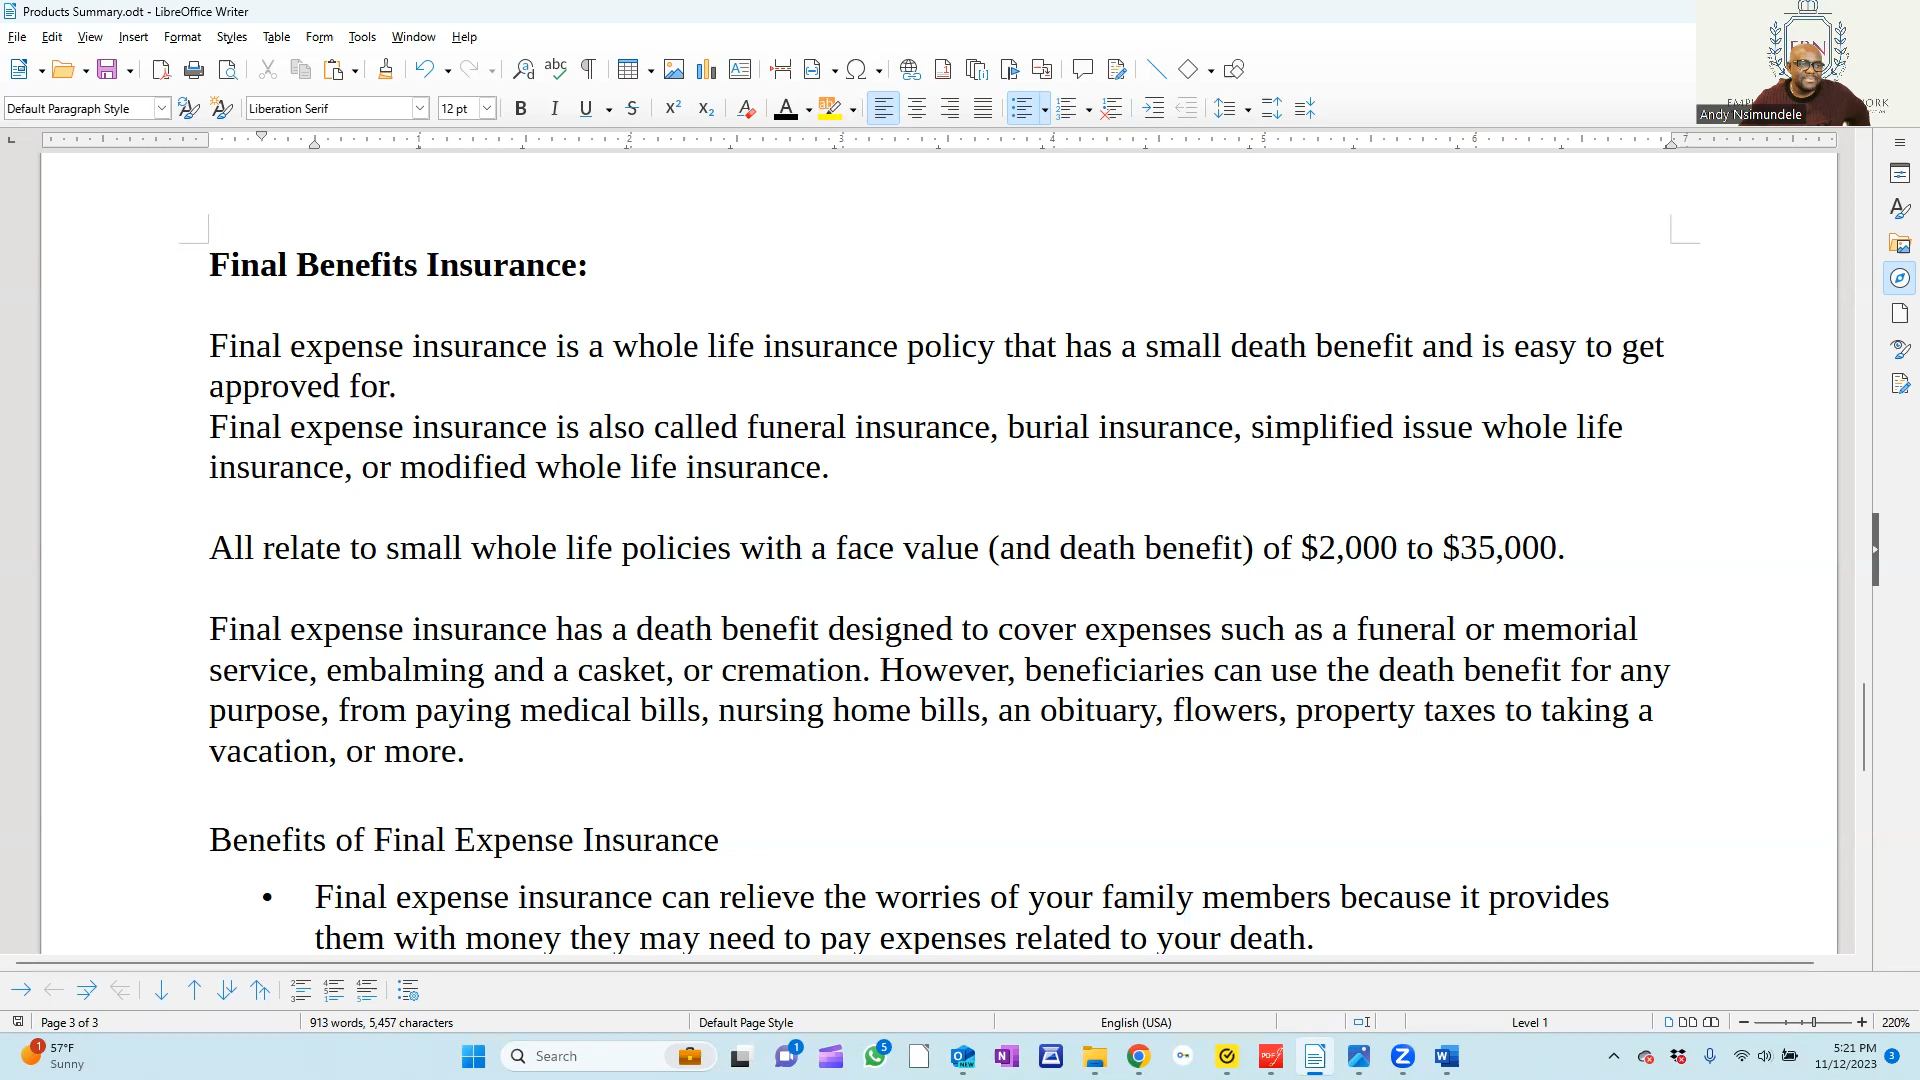 Products Summary.odt - LibreOffice Writer
File Edit View Insert Format Styles Table Form Tools Window Help
Default Paragraph Style Liberation Serif 12 pt
Andy Nsimundele
1 2 3 4 5 6 7
Final Benefits Insurance:
Final expense insurance is a whole life insurance policy that has a small death benefit and is easy to get
approved for.
Final expense insurance is also called funeral insurance, burial insurance, simplified issue whole life
insurance, or modified whole life insurance.
All relate to small whole life policies with a face value (and death benefit) of $2,000 to $35,000.
Final expense insurance has a death benefit designed to cover expenses such as a funeral or memorial
service, embalming and a casket, or cremation. However, beneficiaries can use the death benefit for any
purpose, from paying medical bills, nursing home bills, an obituary, flowers, property taxes to taking a
vacation, or more.
Benefits of Final Expense Insurance
• Final expense insurance can relieve the worries of your family members because it provides
them with money they may need to pay expenses related to your death.
Page 3 of 3 913 words, 5,457 characters Default Page Style English (USA) Level 1 220%
57°F
Sunny
Search
5:21 PM
11/12/2023